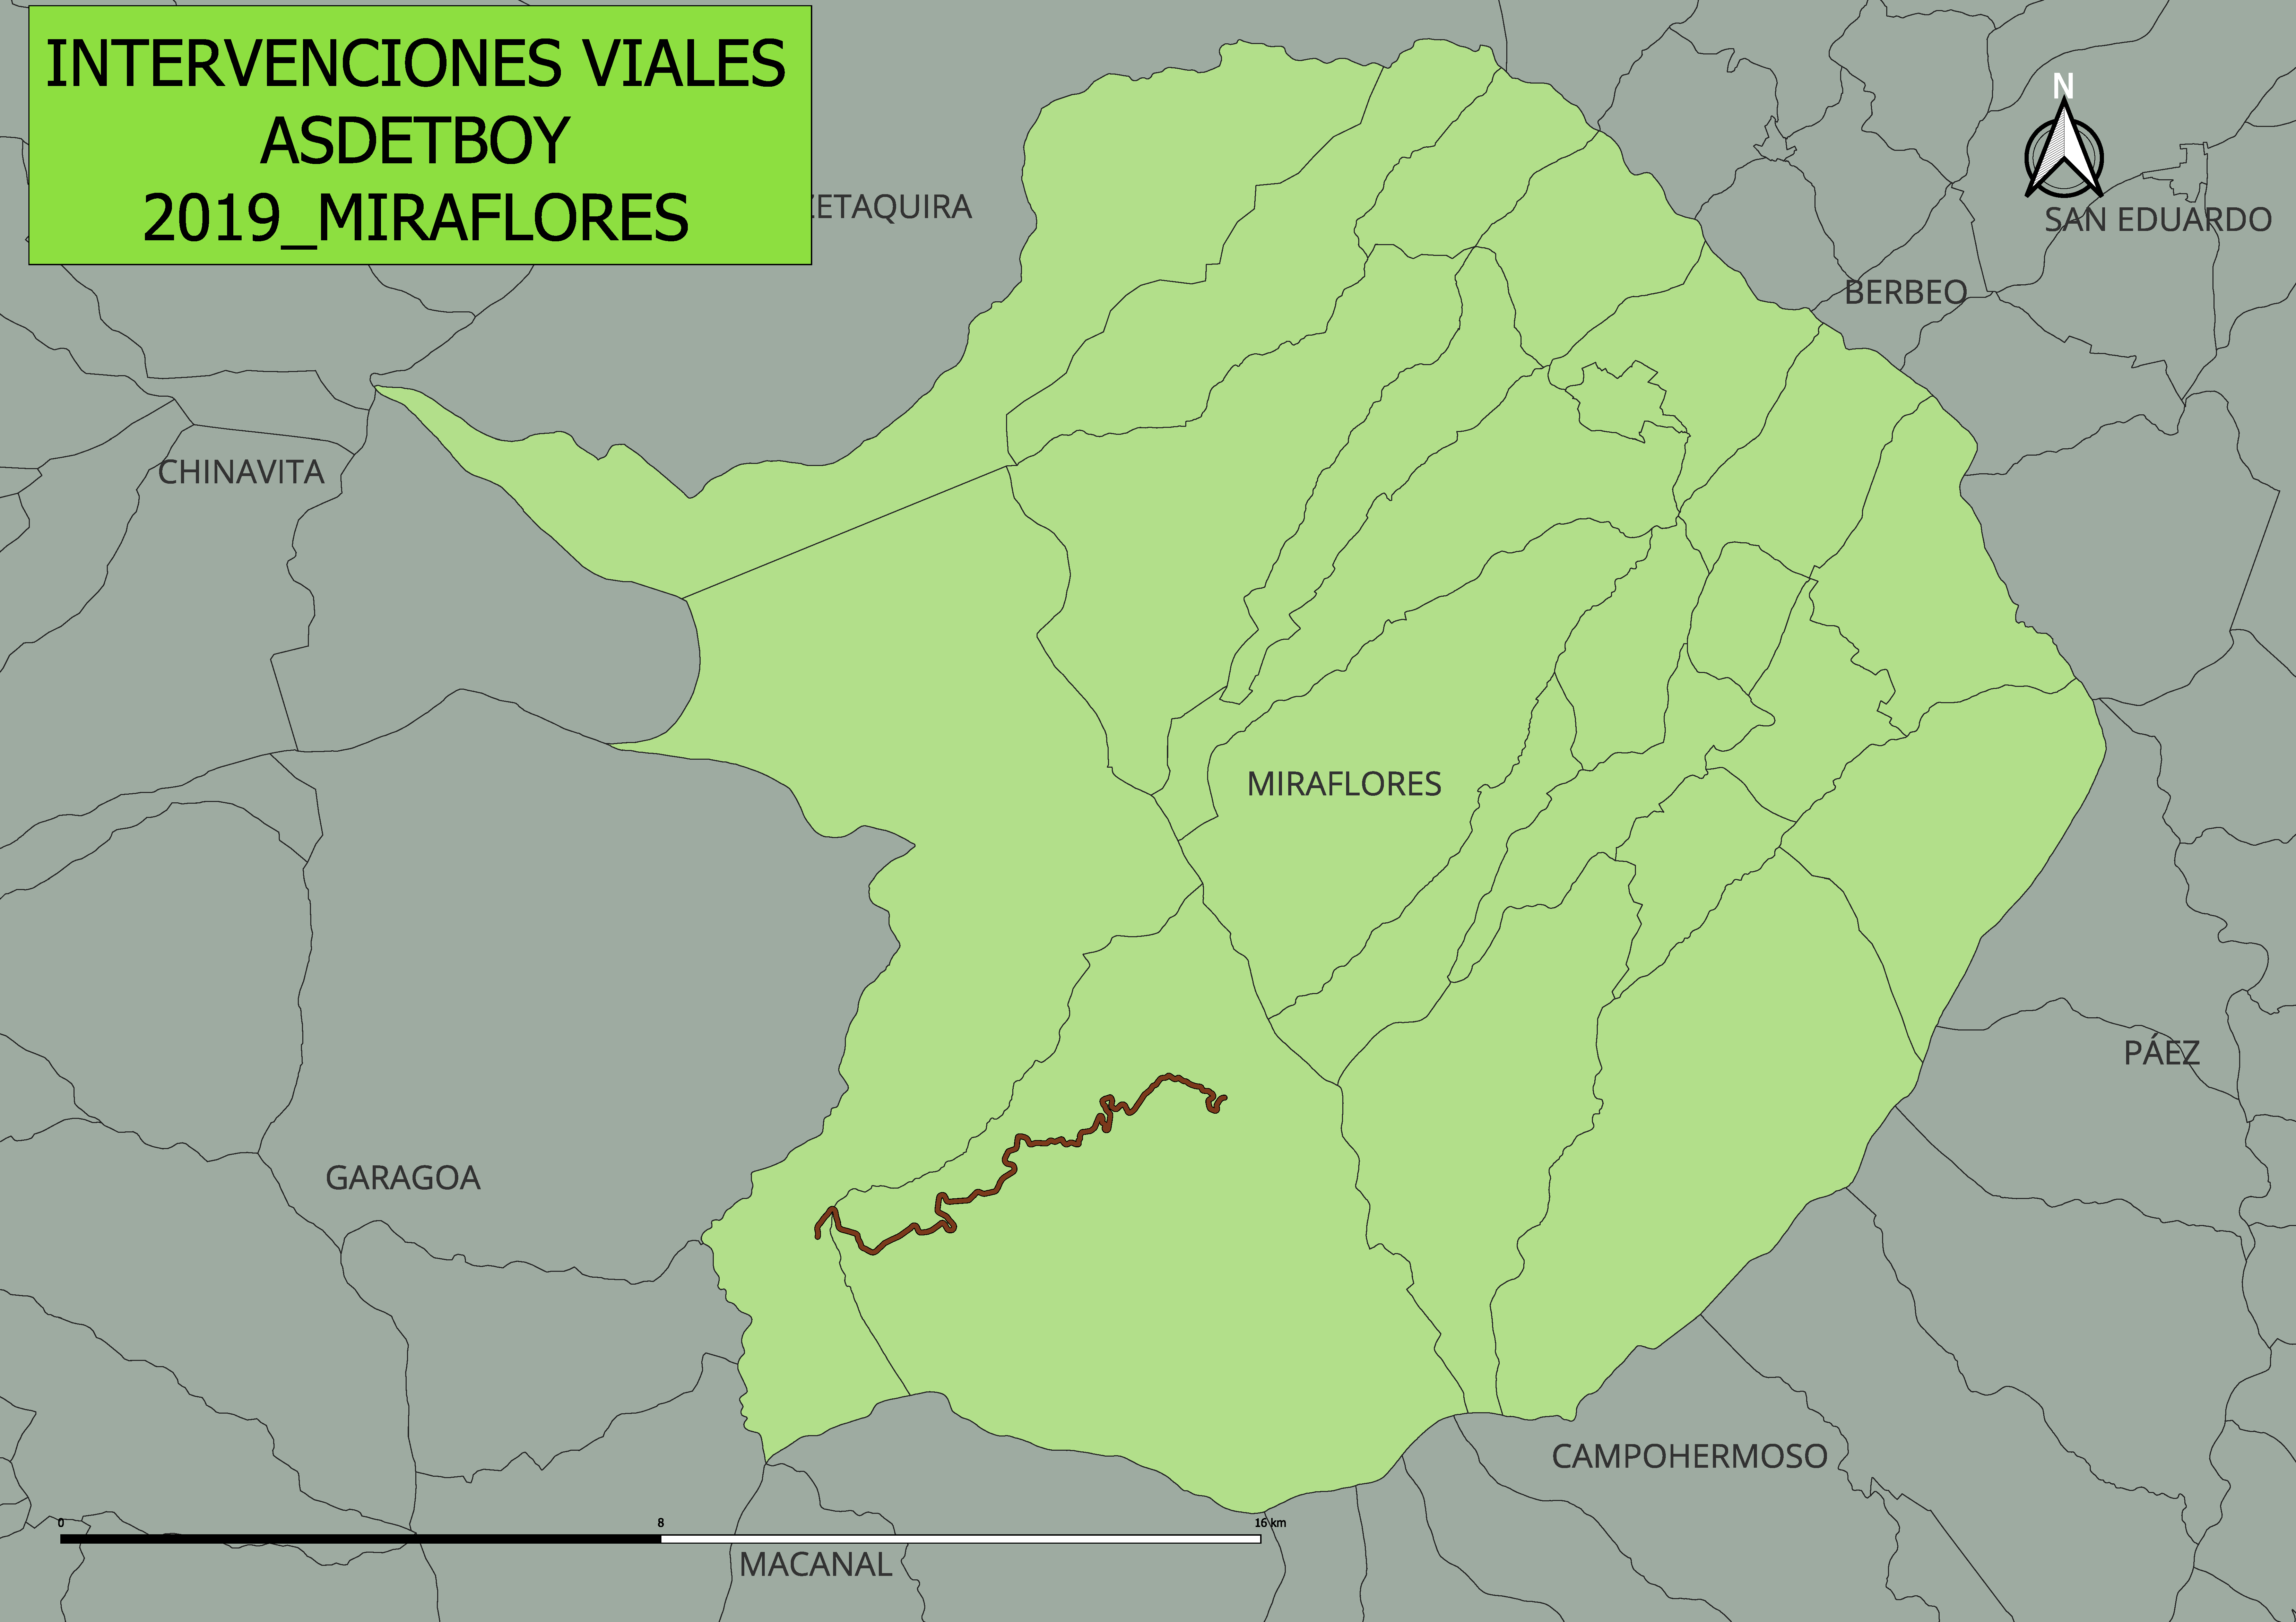 INTERVENCIONES VIALES
ASDETBOY
2019_MIRAFLORES
N
ETAQUIRA
SAN EDUARDO
BERBEO
CHINAVITA
MIRAFLORES
PÁEZ
GARAGOA
CAMPOHERMOSO
0 8 16 km
MACANAL